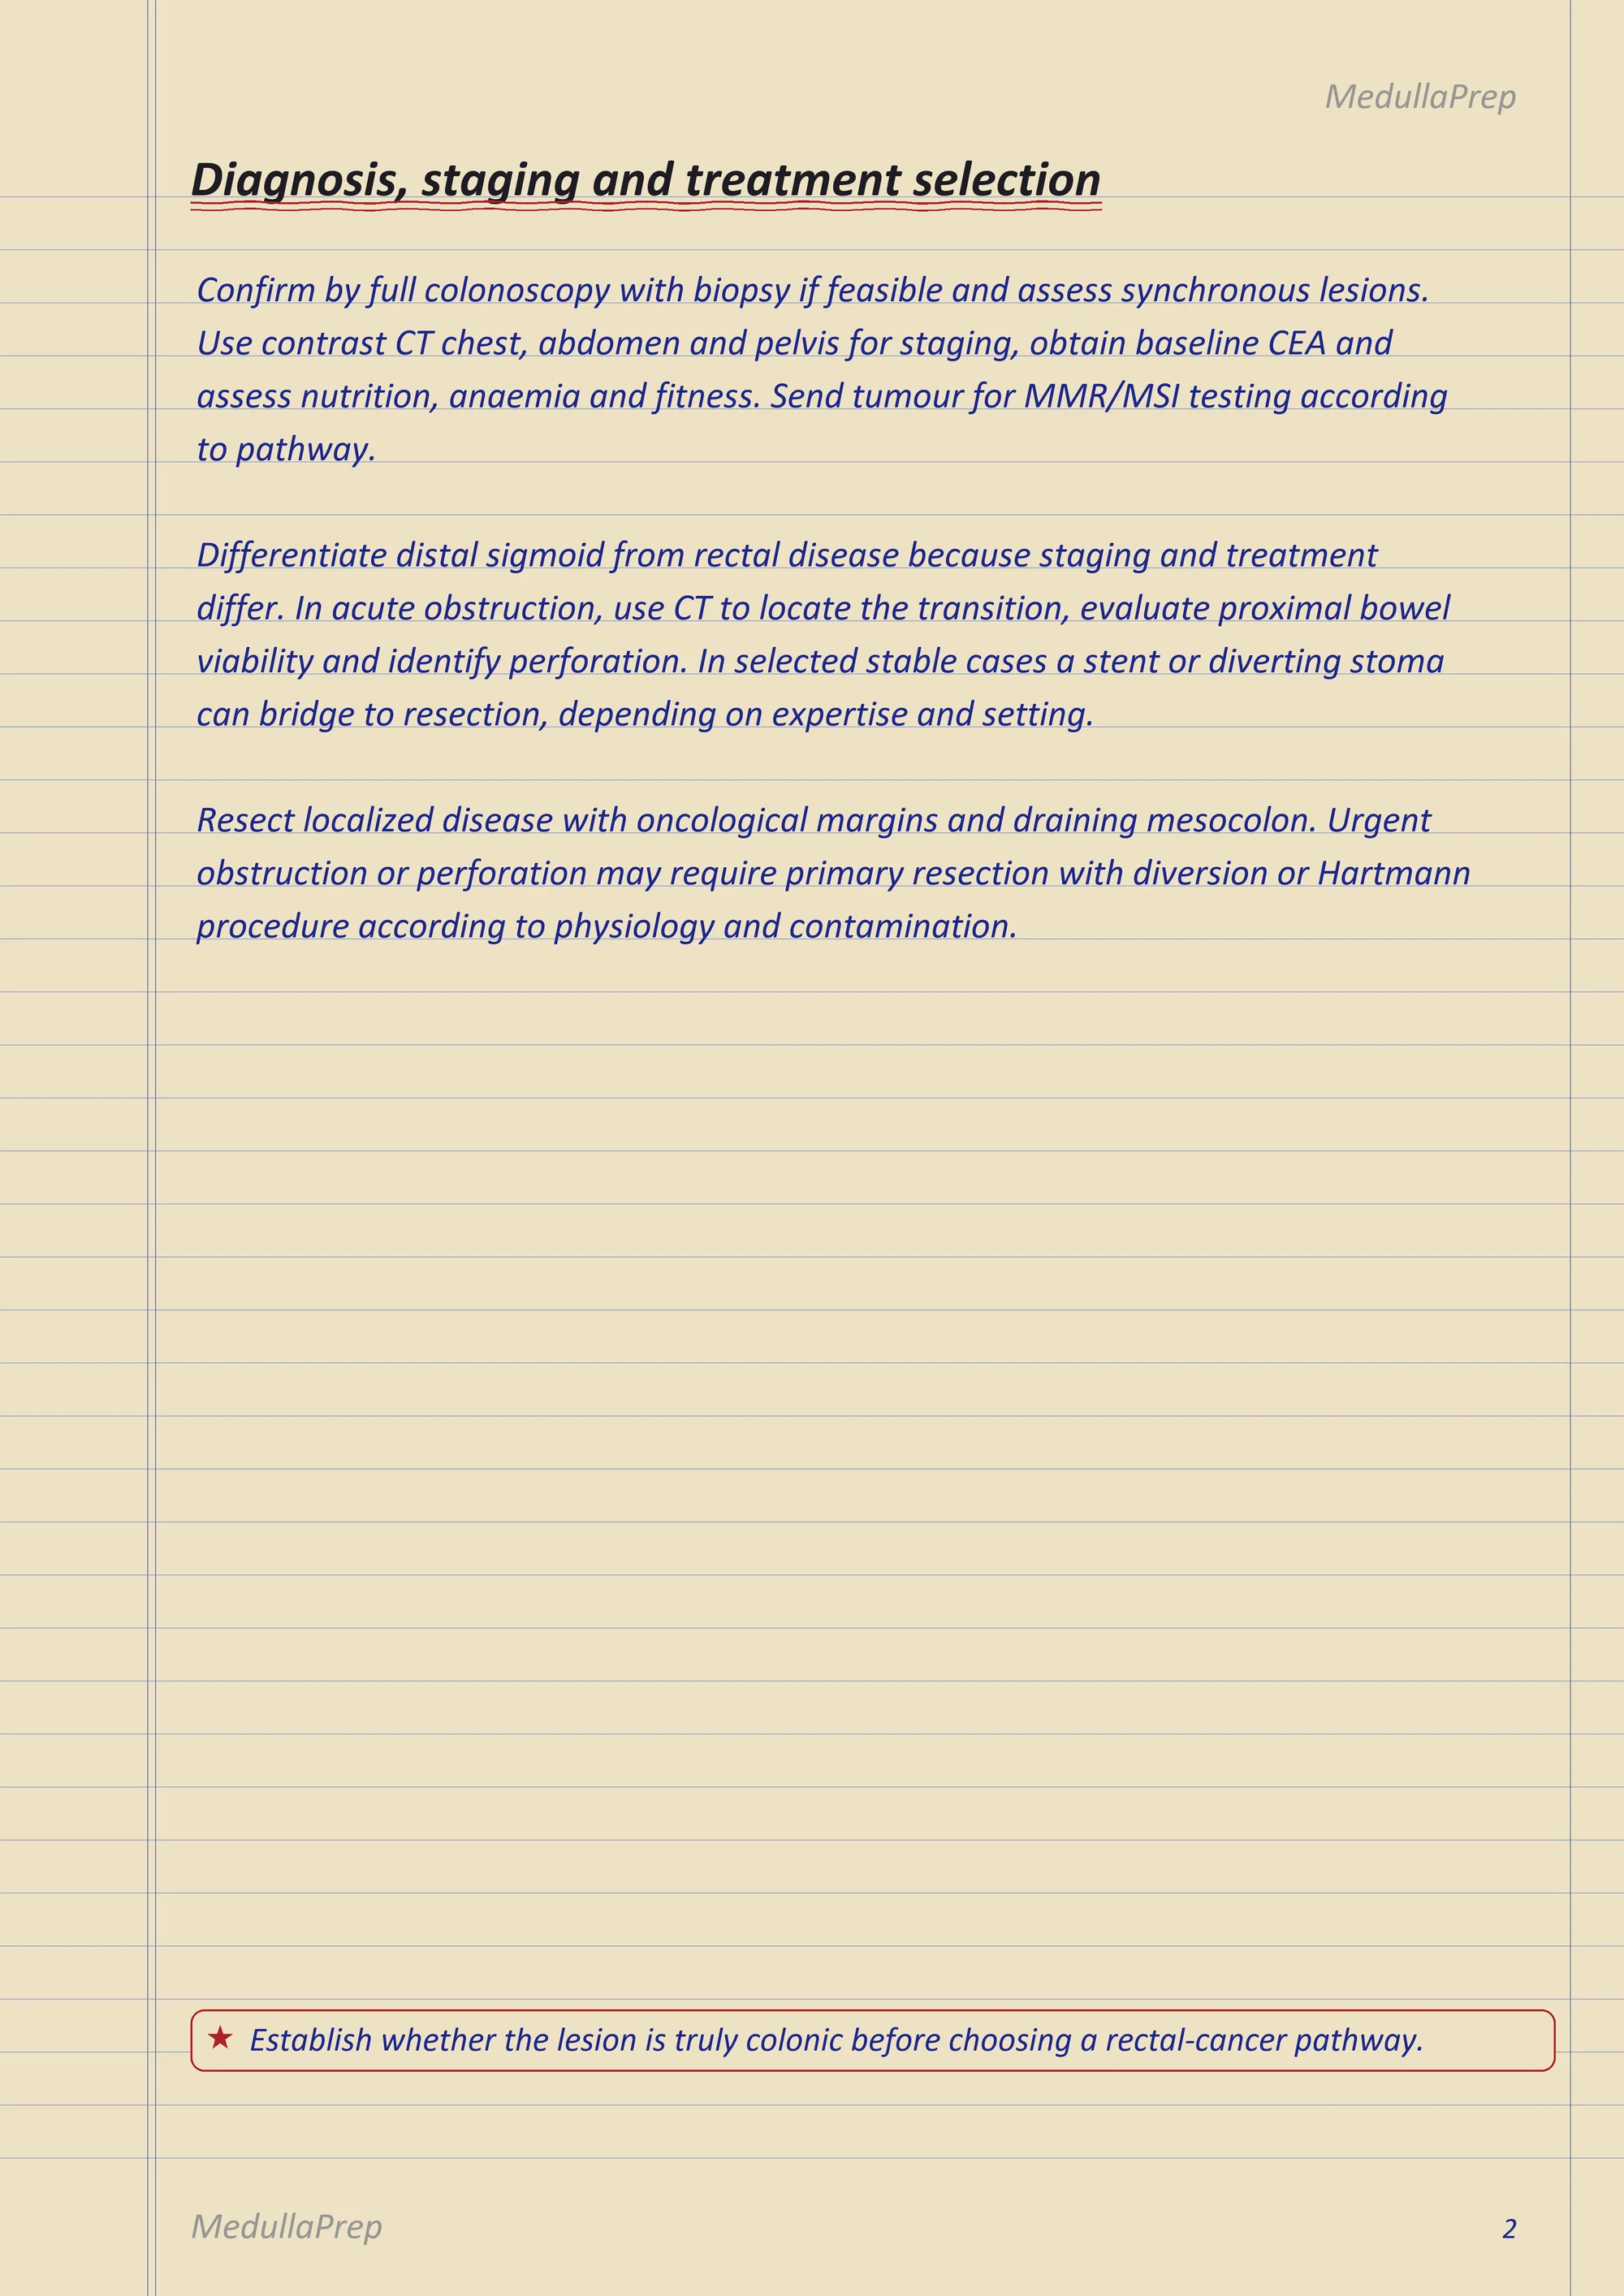 MedullaPrep
Diagnosis, staging and treatment selection
Confirm by full colonoscopy with biopsy if feasible and assess synchronous lesions.
Use contrast CT chest, abdomen and pelvis for staging, obtain baseline CEA and
assess nutrition, anaemia and fitness. Send tumour for MMR/MSI testing according
to pathway.
Differentiate distal sigmoid from rectal disease because staging and treatment
differ. In acute obstruction, use CT to locate the transition, evaluate proximal bowel
viability and identify perforation. In selected stable cases a stent or diverting stoma
can bridge to resection, depending on expertise and setting.
Resect localized disease with oncological margins and draining mesocolon. Urgent
obstruction or perforation may require primary resection with diversion or Hartmann
procedure according to physiology and contamination.
★ Establish whether the lesion is truly colonic before choosing a rectal-cancer pathway.
MedullaPrep
2